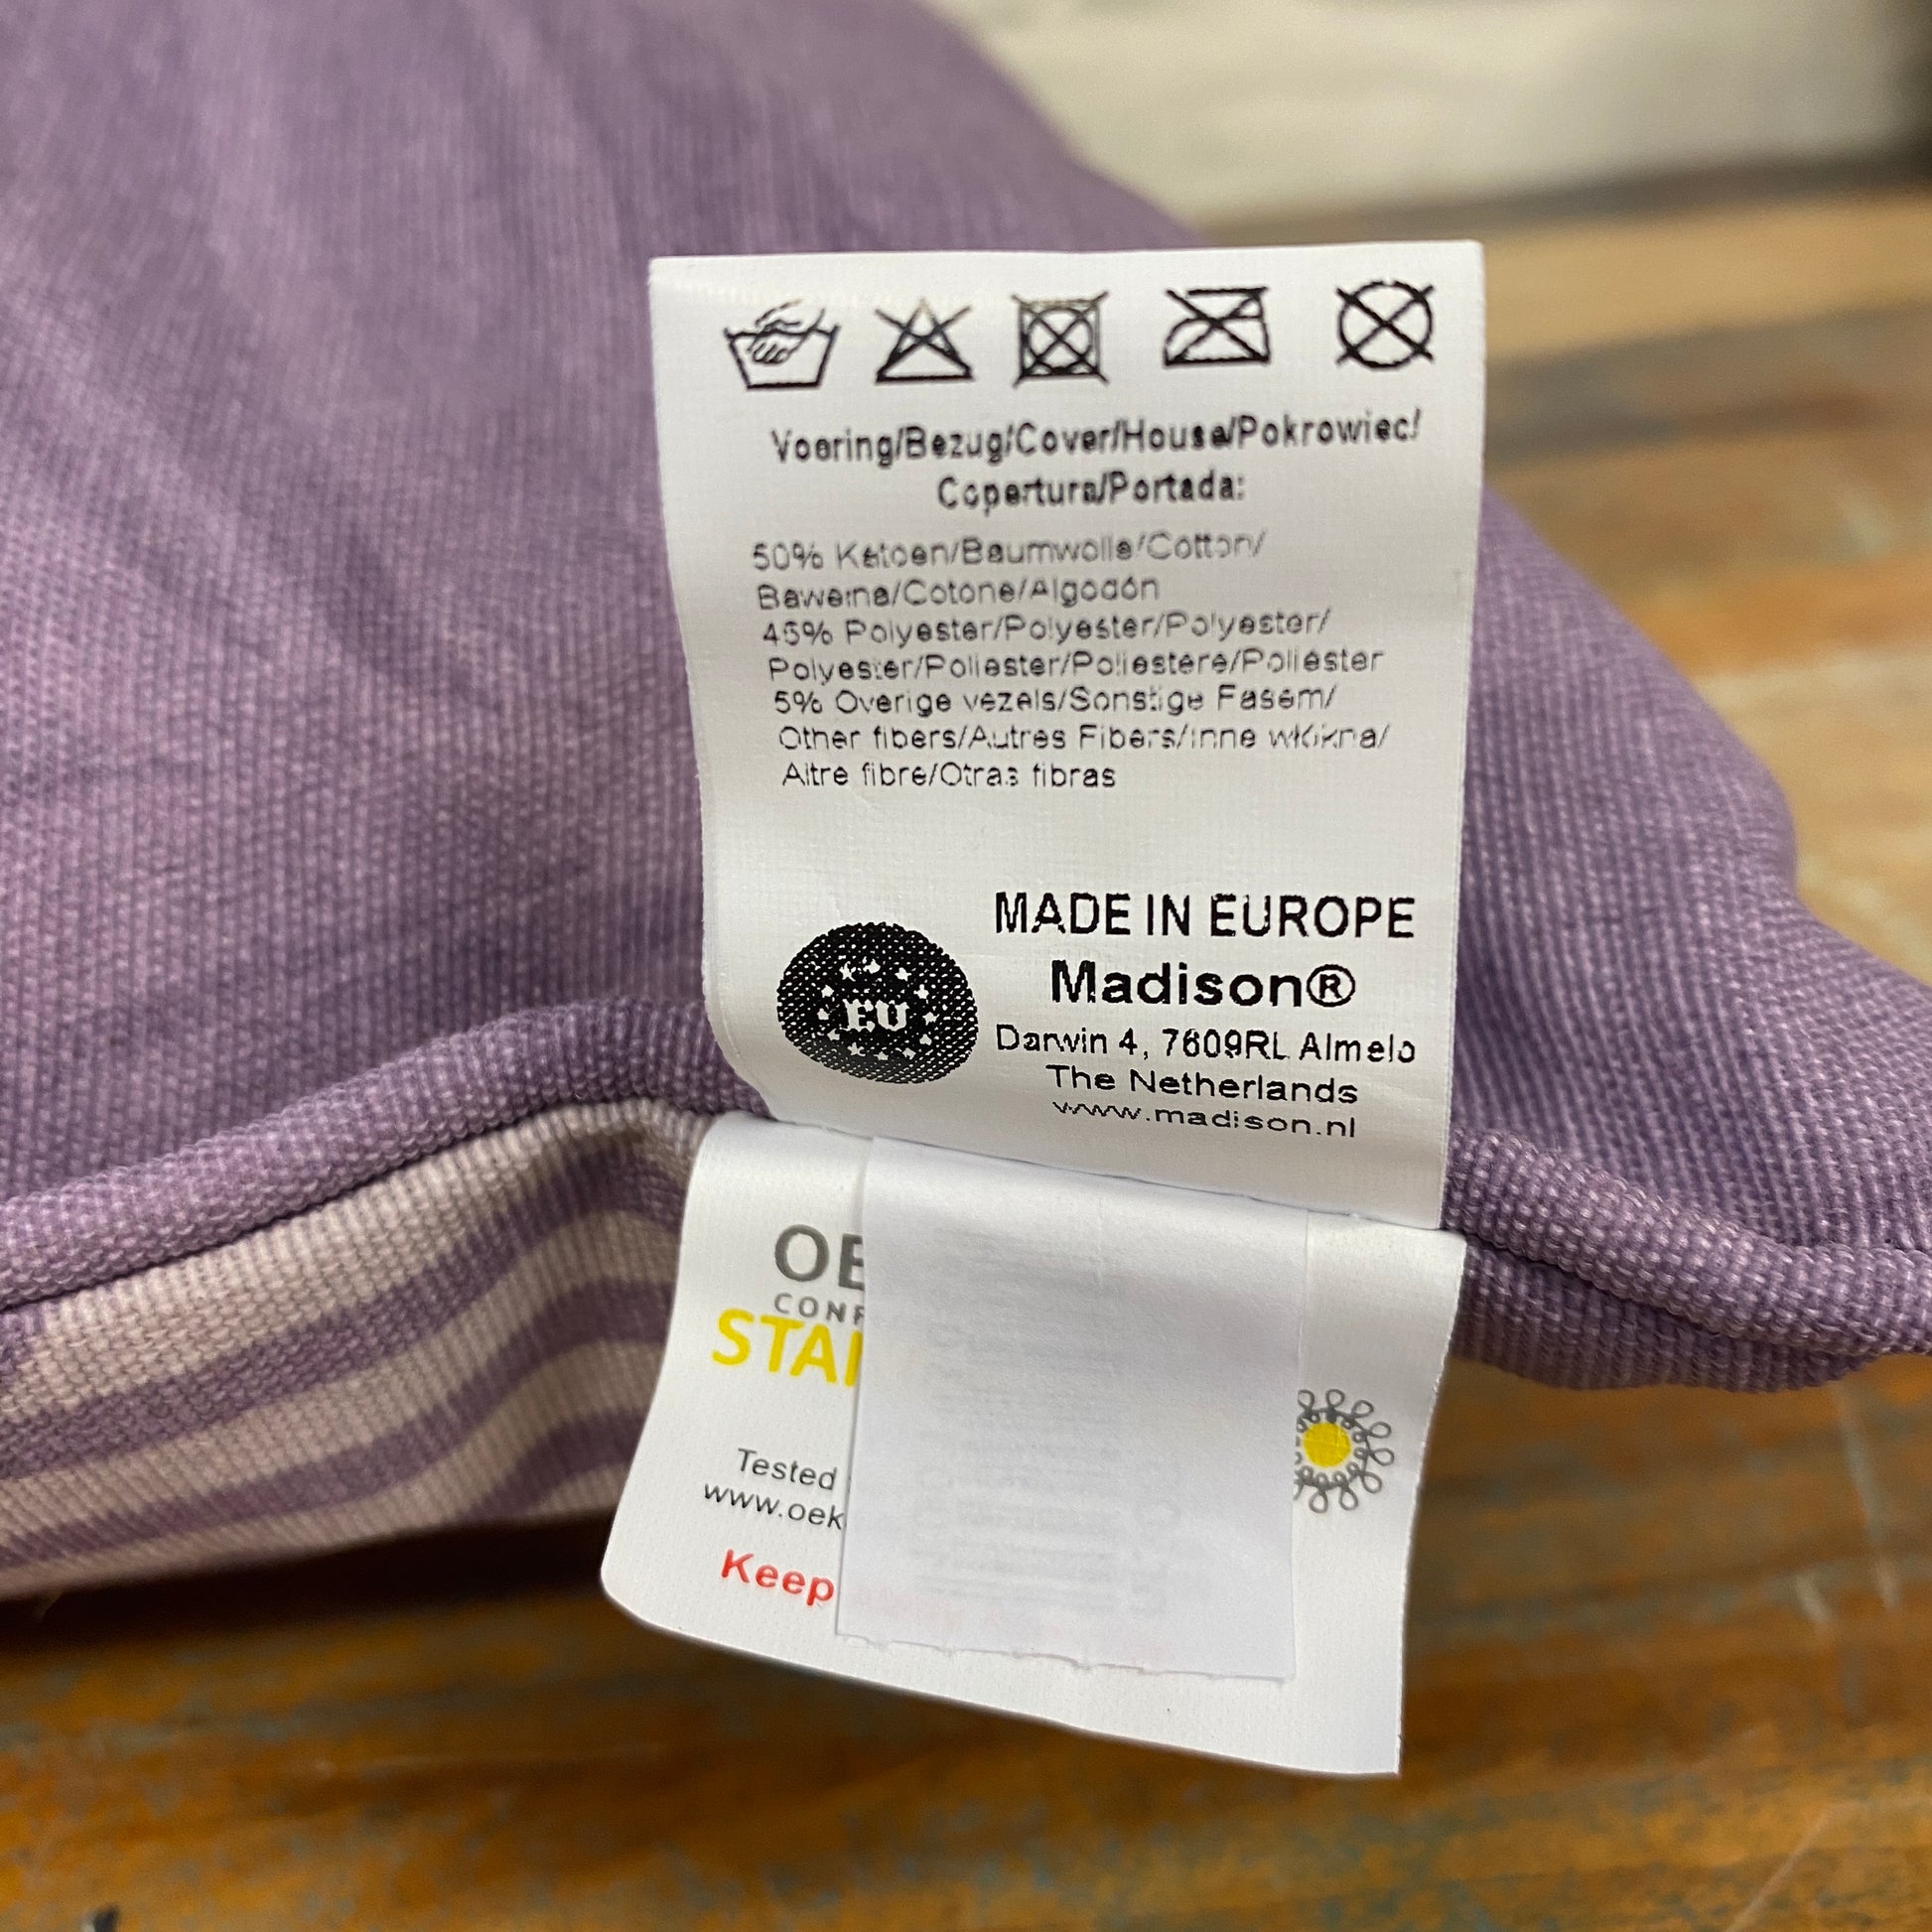 Voering/Bezug/Cover/House/Pokrowiec/
Copertura/Portada:
50% Katoen/Baumwolle/Cotton/
Bawełna/Cotone/Algodón
45% Polyester/Polyester/Polyester/
Polyester/Poliester/Poliestere/Poliéster
5% Overige vezels/Sonstige Fasern/
Other fibers/Autres Fibers/Inne włókna/
Altre fibre/Otras fibras
MADE IN EUROPE
Madison®
EU
Darwin 4, 7609RL Almelo
The Netherlands
www.madison.nl
OE
CONF
STAN
Tested
www.oek
Keep